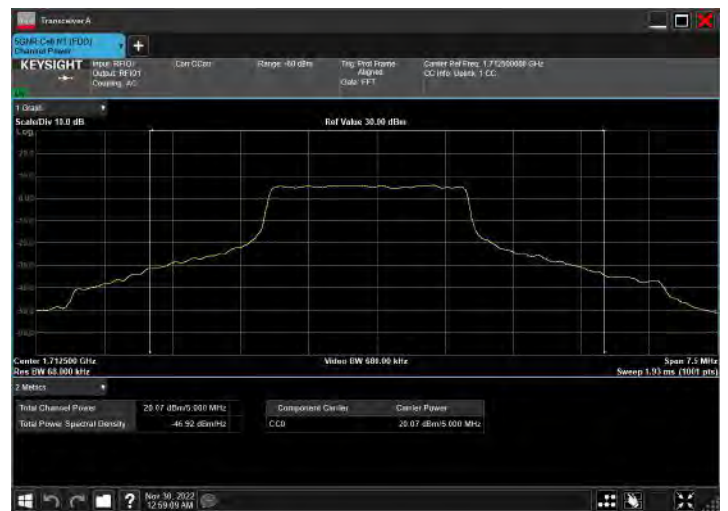 Transceiver A
5GNR Cell N1 (FDD)
Channel Power
KEYSIGHT
Output: RFIO1
Coupling: AC
Corr CCorr
Range: -60 dBm
Trig: Prot Frame
Aligned
Gate: FFT
Carrier Ref Freq: 1.712500000 GHz
CC Info: Uplink, 1 CC
1 Graph
Scale/Div 10.0 dB
Ref Value 30.00 dBm
Log
Center 1.712500 GHz
Video BW 680.00 kHz
Span 7.5 MHz
Res BW 68.000 kHz
Sweep 1.93 ms (1001 pts)
2 Metrics
Total Channel Power
20.07 dBm/5.000 MHz
Total Power Spectral Density
-46.92 dBm/Hz
Component Carrier
Carrier Power
CC0
20.07 dBm/5.000 MHz
?
Nov 30, 2022
12:59:09 AM